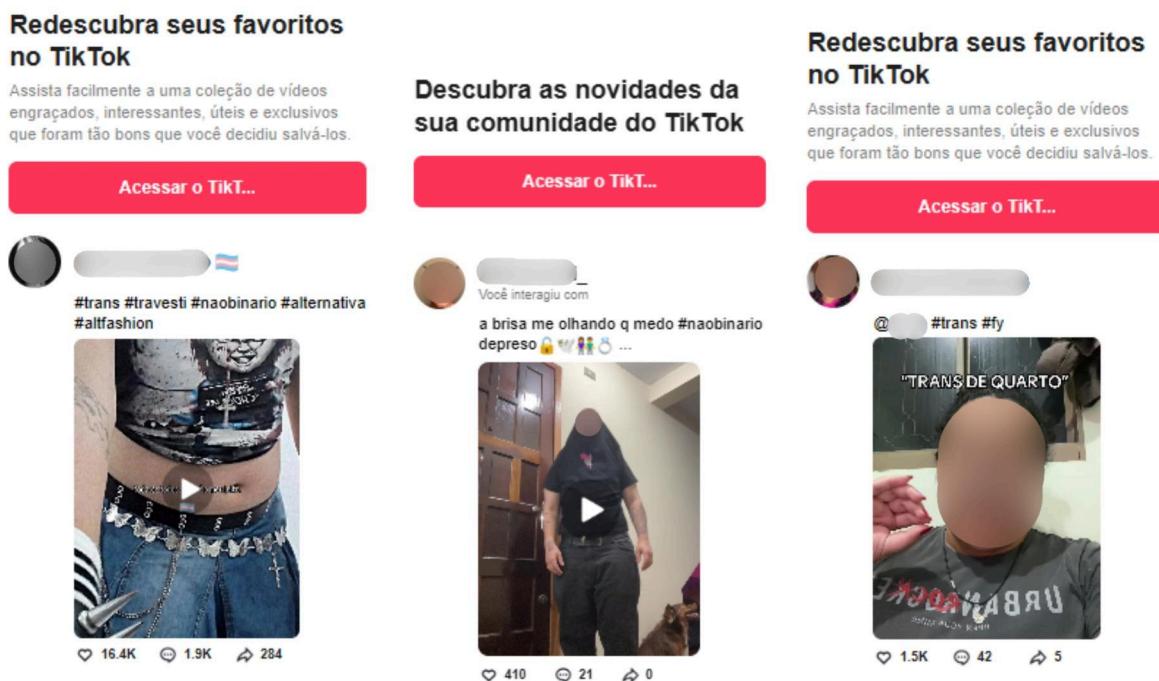 Redescubra seus favoritos
no TikTok
Assista facilmente a uma coleção de vídeos
engraçados, interessantes, úteis e exclusivos
que foram tão bons que você decidiu salvá-los.
Acessar o TikT...
#trans #travesti #naobinario #alternativa
#altfashion
16.4K 1.9K 284
Descubra as novidades da
sua comunidade do TikTok
Acessar o TikT...
_
Você interagiu com
a brisa me olhando q medo #naobinario
depreso🔓🕊️👫💍 ...
410 21 0
Redescubra seus favoritos
no TikTok
Assista facilmente a uma coleção de vídeos
engraçados, interessantes, úteis e exclusivos
que foram tão bons que você decidiu salvá-los.
Acessar o TikT...
@ #trans #fy
"TRANS DE QUARTO"
URBAN ROCKE
1.5K 42 5